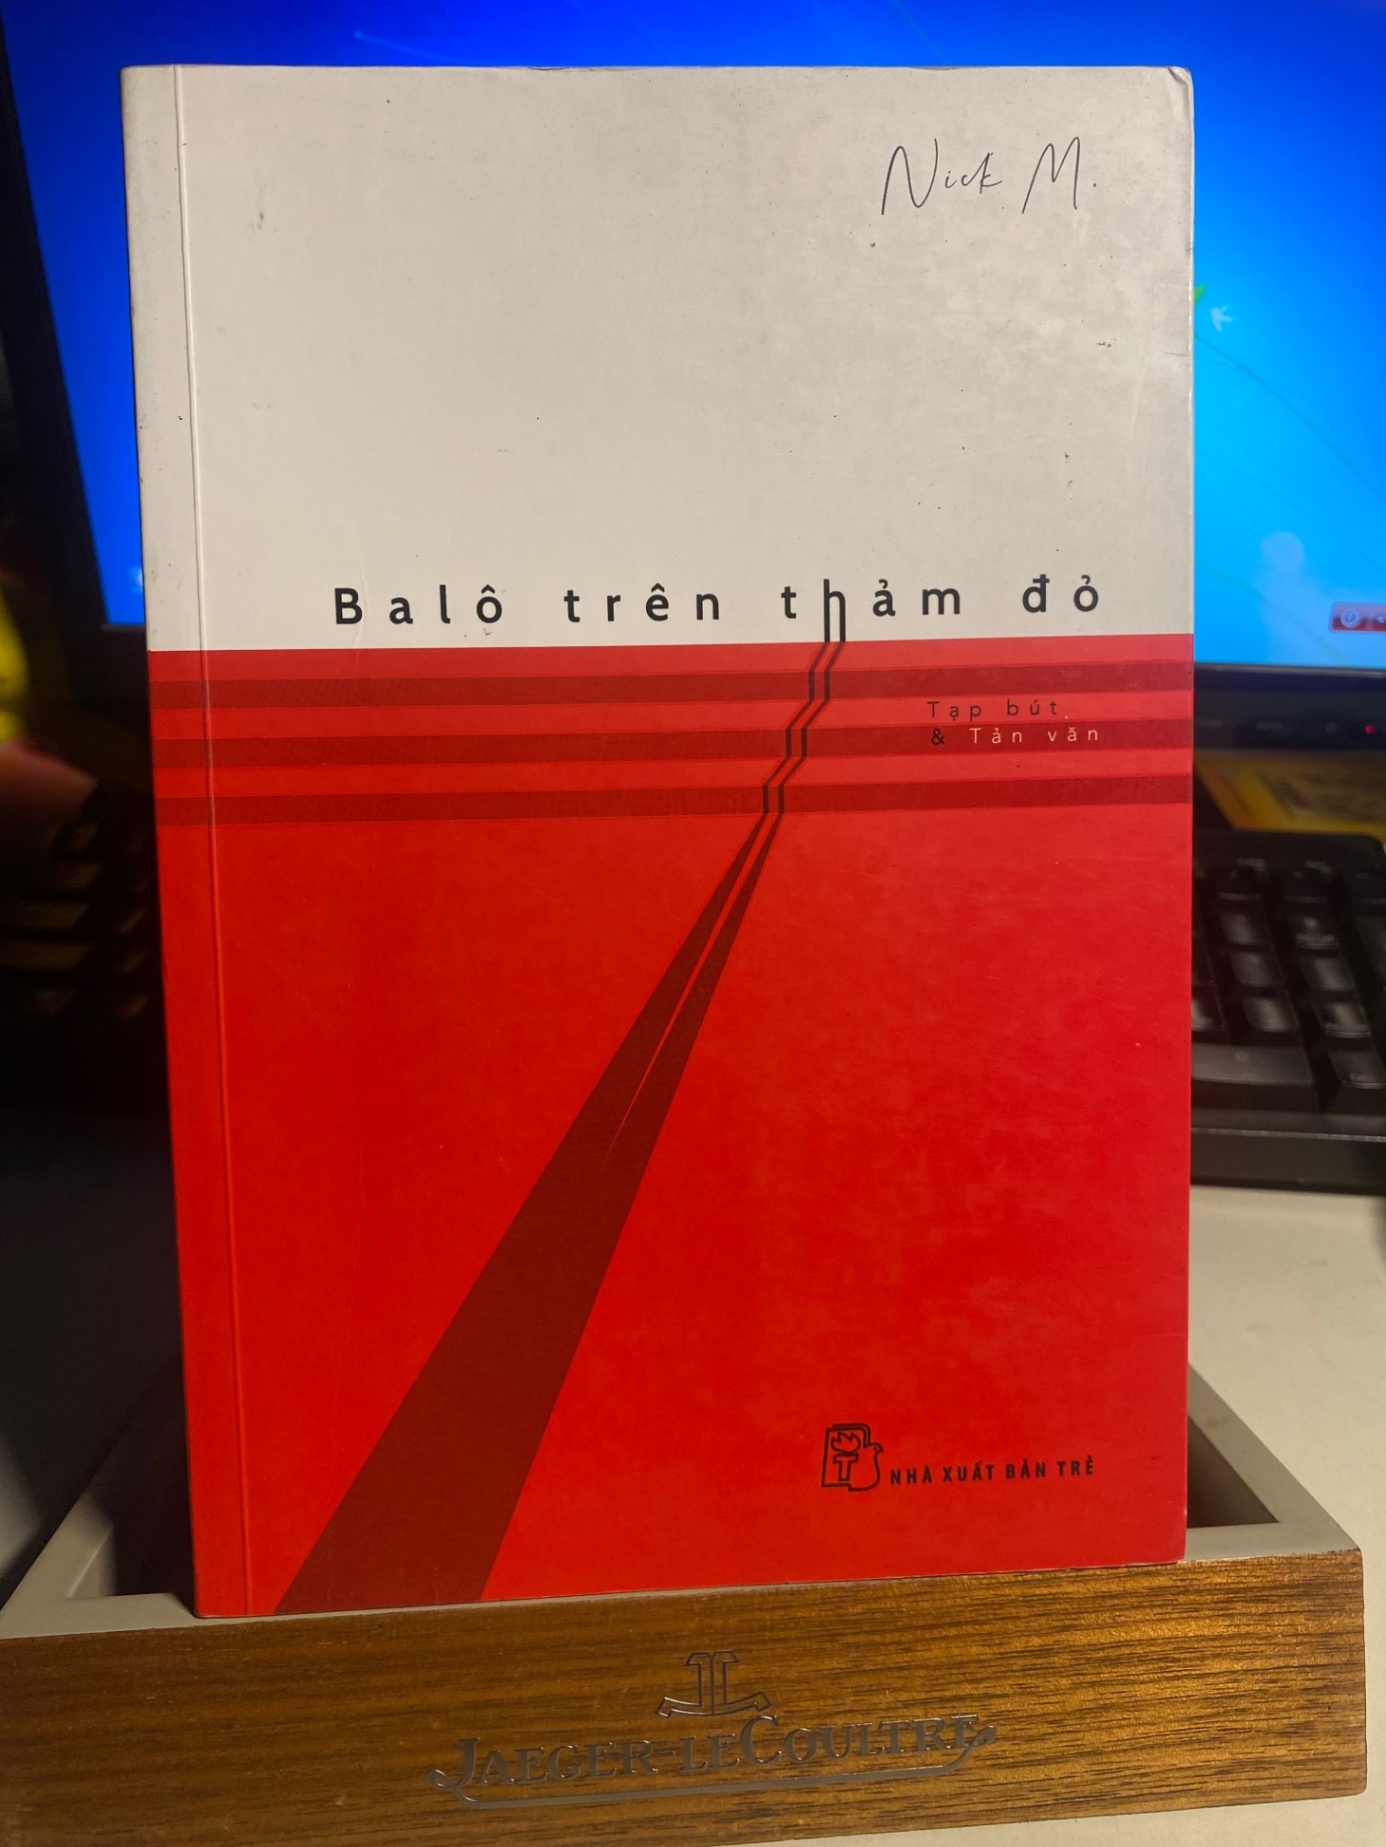 Nick M.
Balô trên thảm đỏ
Tạp bút
& Tản văn
T
NHÀ XUẤT BẢN TRẺ
JAEGER-LECOULTRE